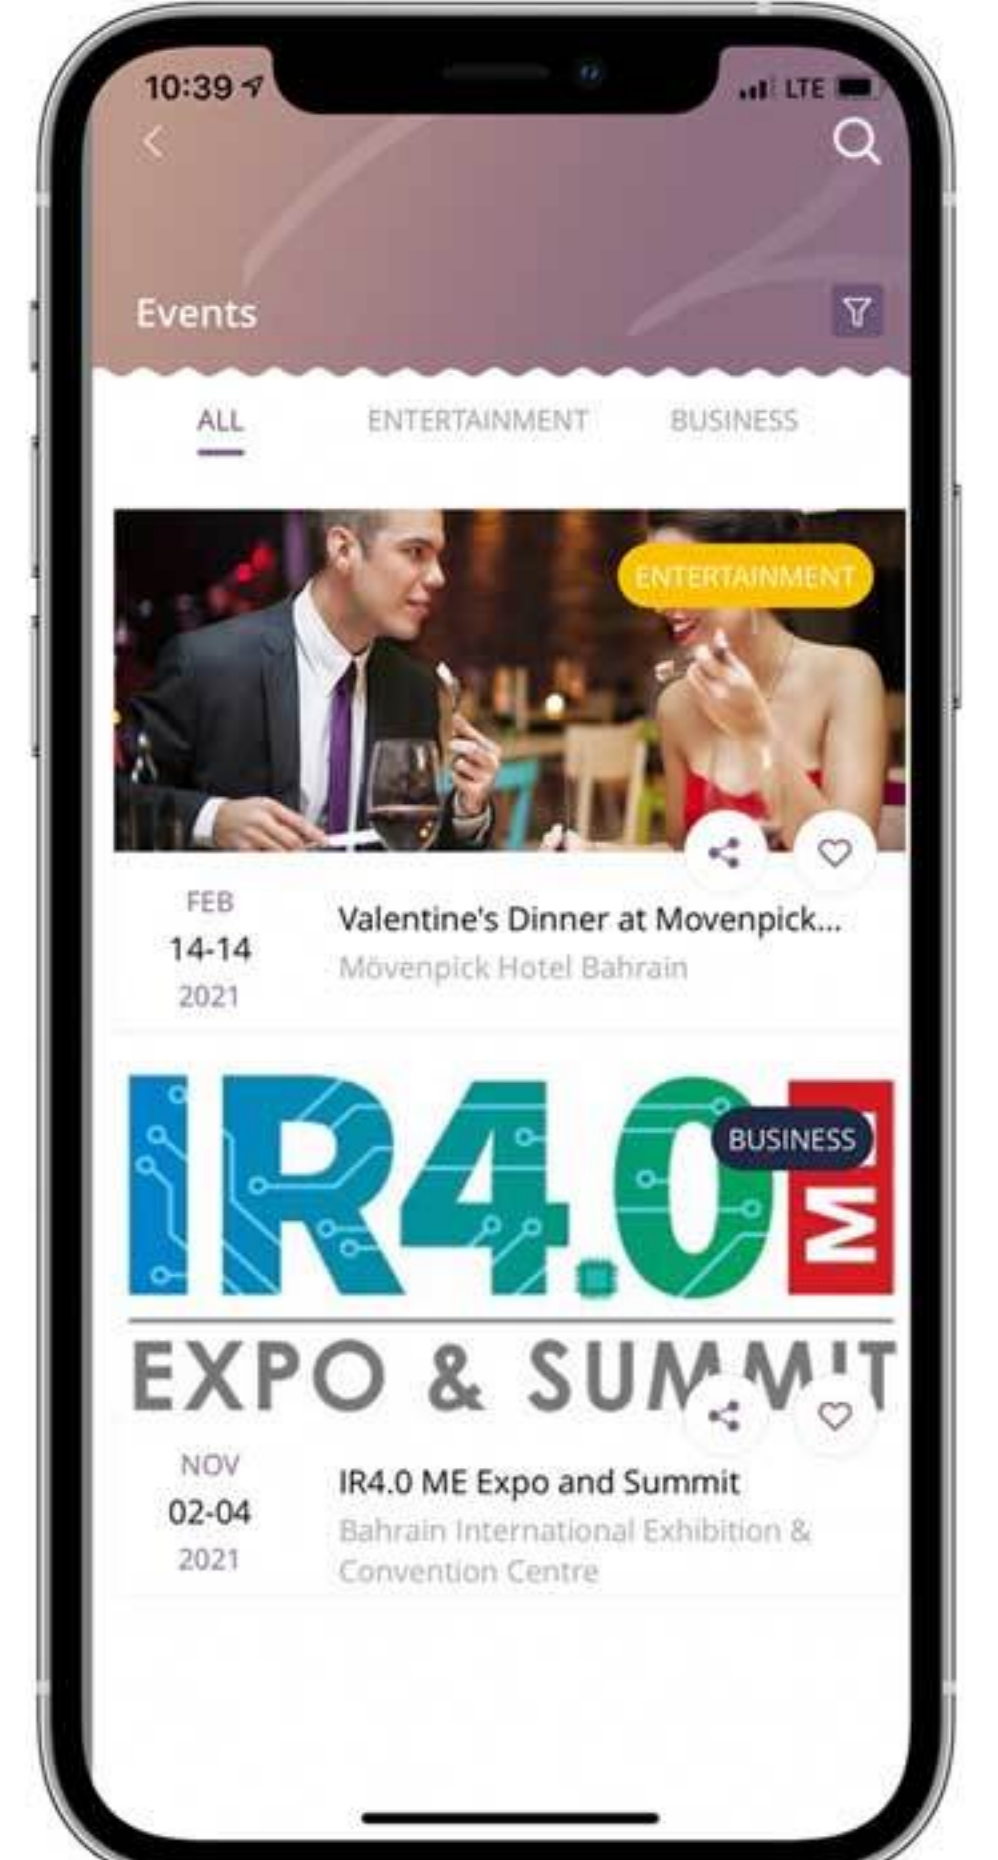 10:39
LTE
Events
ALL ENTERTAINMENT BUSINESS
ENTERTAINMENT
FEB
14-14
2021
Valentine's Dinner at Movenpick...
Mövenpick Hotel Bahrain
IR4.0 ME
BUSINESS
EXPO & SUMMIT
NOV
02-04
2021
IR4.0 ME Expo and Summit
Bahrain International Exhibition &
Convention Centre